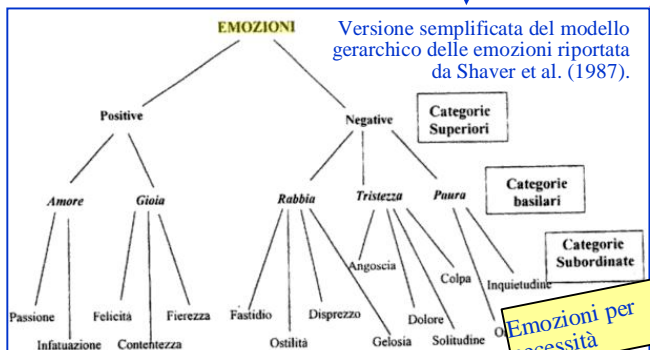 EMOZIONI
Versione semplificata del modello
gerarchico delle emozioni riportata
da Shaver et al. (1987).
Positive
Negative
Categorie
Superiori
Amore
Gioia
Rabbia
Tristezza
Paura
Categorie
basilari
Categorie
Subordinate
Angoscia
Colpa
Inquietudine
Passione
Felicità
Fierezza
Fastidio
Disprezzo
Dolore
Infatuazione
Contentezza
Ostilità
Gelosia
Solitudine
Emozioni per